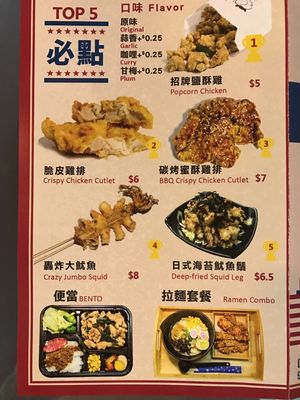 TOP 5
必點
口味 Flavor
原味
Original
蒜香+$0.25
Garlic
咖哩+$0.25
Curry
甘梅+$0.25
Plum
1
招牌鹽酥雞 $5
Popcorn Chicken
2
脆皮雞排
Crispy Chicken Cutlet $6
3
碳烤蜜酥雞排
BBQ Crispy Chicken Cutlet $7
4
轟炸大魷魚
Crazy Jumbo Squid $8
5
日式海苔魷魚鬚
Deep-fried Squid Leg $6.5
便當 BENTO
拉麵套餐 Ramen Combo